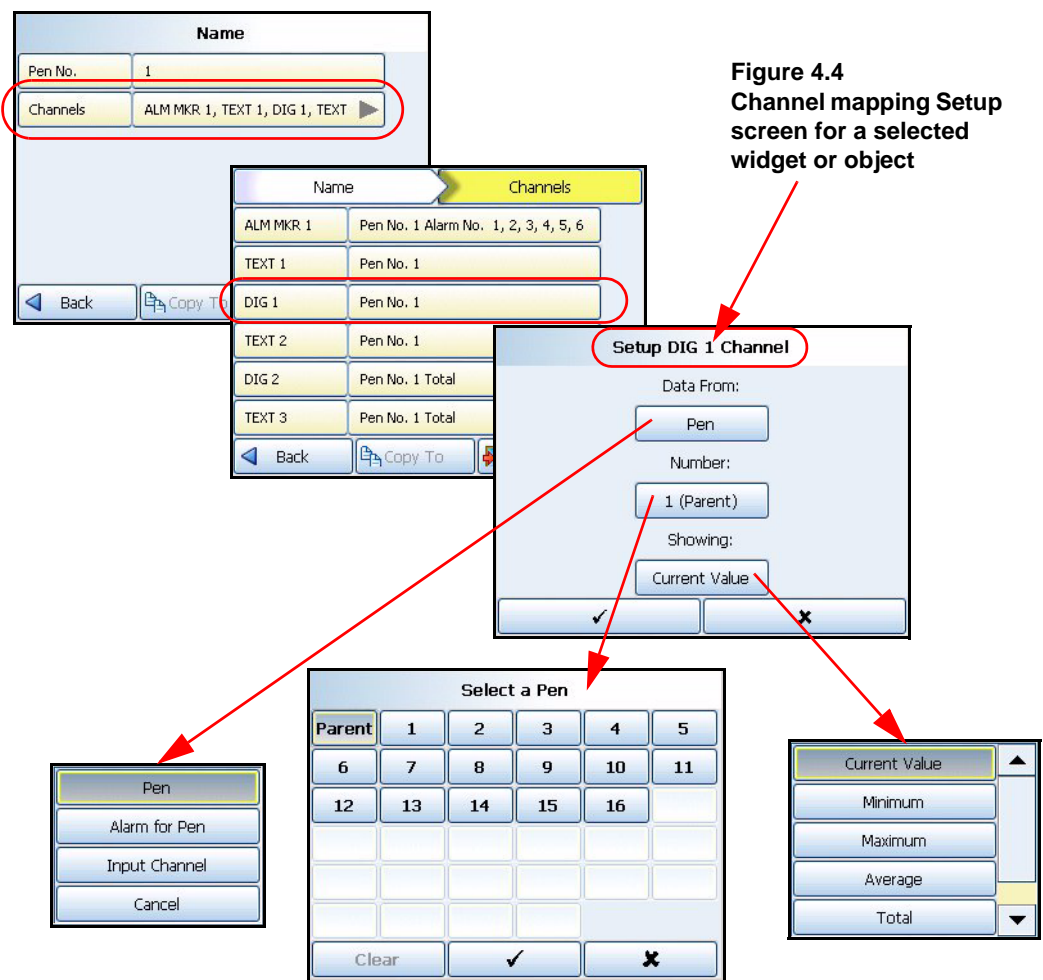 Name
Pen No. 1
Channels ALM MKR 1, TEXT 1, DIG 1, TEXT
Back Copy To
Figure 4.4
Channel mapping Setup
screen for a selected
widget or object
Name Channels
ALM MKR 1 Pen No. 1 Alarm No. 1, 2, 3, 4, 5, 6
TEXT 1 Pen No. 1
DIG 1 Pen No. 1
TEXT 2 Pen No. 1
DIG 2 Pen No. 1 Total
TEXT 3 Pen No. 1 Total
Back Copy To
Setup DIG 1 Channel
Data From:
Pen
Number:
1 (Parent)
Showing:
Current Value
Pen
Alarm for Pen
Input Channel
Cancel
Select a Pen
Parent 1 2 3 4 5
6 7 8 9 10 11
12 13 14 15 16
Clear
Current Value
Minimum
Maximum
Average
Total